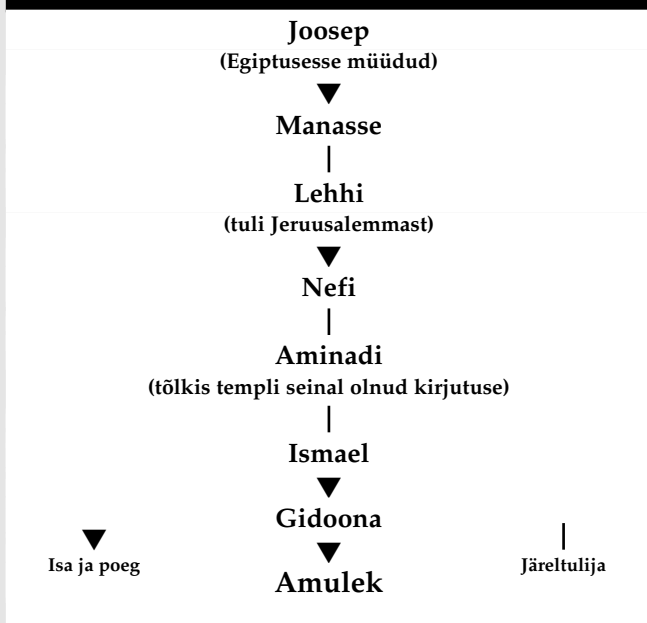 Joosep
(Egiptusesse müüdud)
Manasse
Lehhi
(tuli Jeruusalemmast)
Nefi
Aminadi
(tõlkis templi seinal olnud kirjutuse)
Ismael
Gidoona
Isa ja poeg
Amulek
Järeltulija